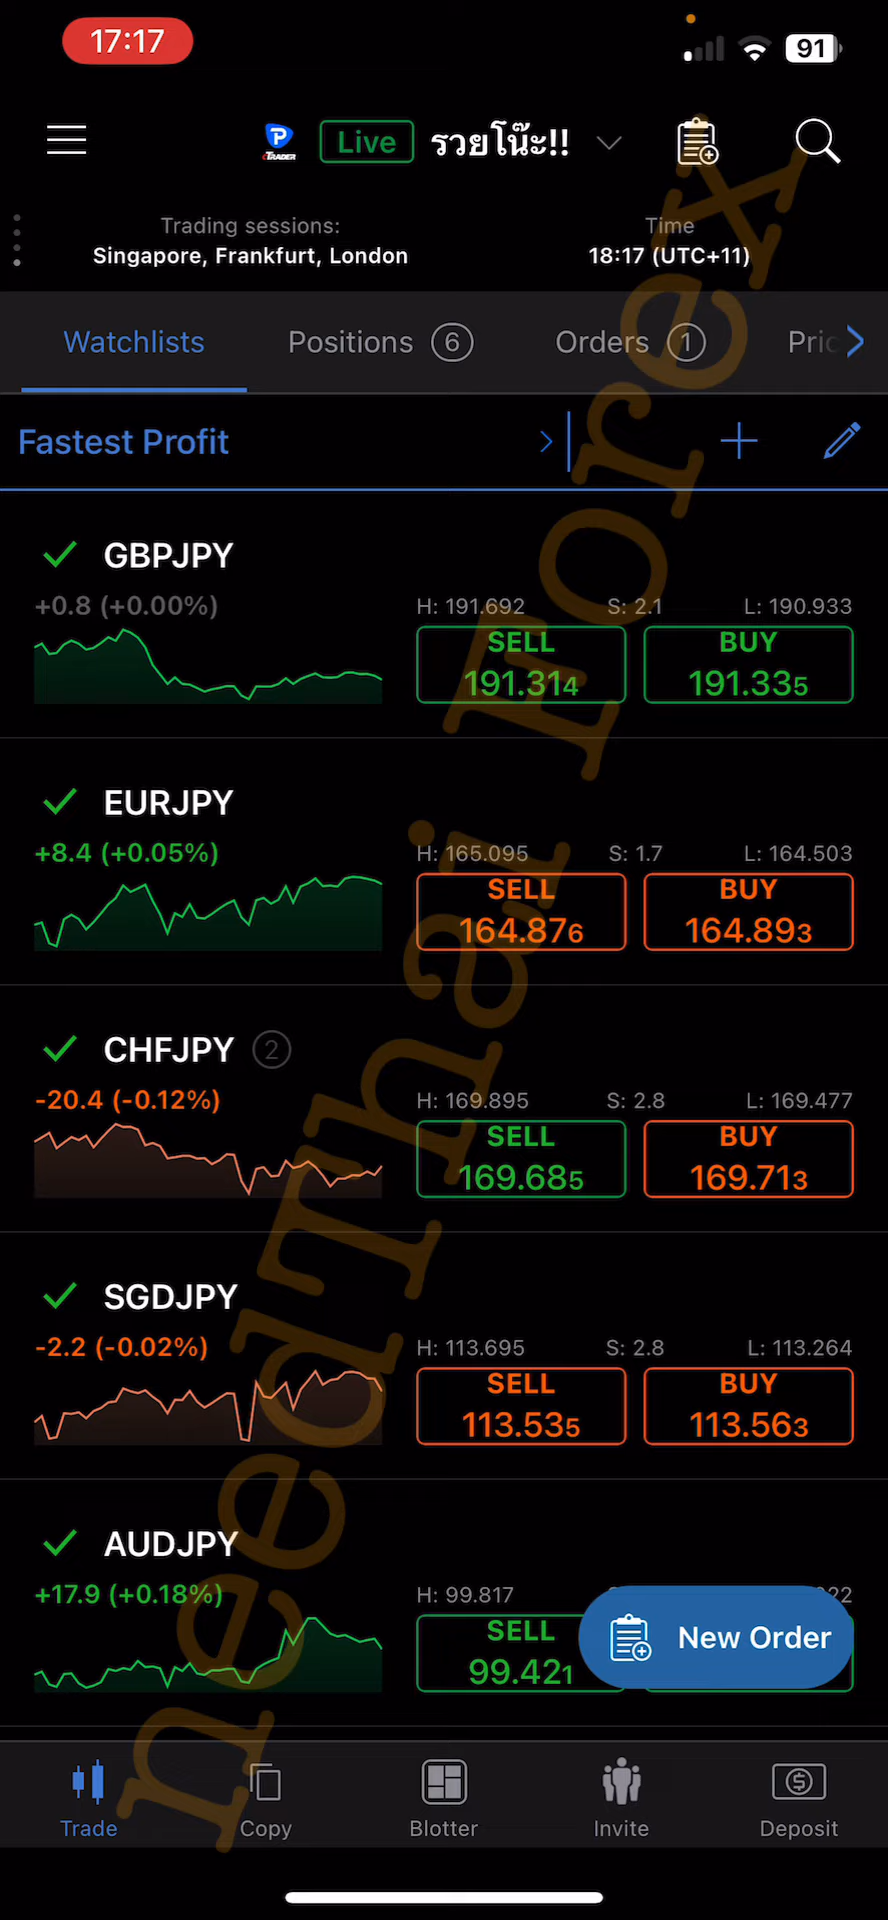 17:17
91
P
cTRADER
Live รวยโน๊ะ!!
Trading sessions:
Singapore, Frankfurt, London
Time
18:17 (UTC+11)
Watchlists Positions 6 Orders 1
Fastest Profit
GBPJPY
+0.8 (+0.00%)
H: 191.692 S: 2.1 L: 190.933
SELL BUY
191.314 191.335
EURJPY
+8.4 (+0.05%)
H: 165.095 S: 1.7 L: 164.503
SELL BUY
164.876 164.893
CHFJPY 2
-20.4 (-0.12%)
H: 169.895 S: 2.8 L: 169.477
SELL BUY
169.685 169.713
SGDJPY
-2.2 (-0.02%)
H: 113.695 S: 2.8 L: 113.264
SELL BUY
113.535 113.563
AUDJPY
+17.9 (+0.18%)
H: 99.817
SELL
99.421
New Order
Trade Copy Blotter Invite Deposit
needThai Forex